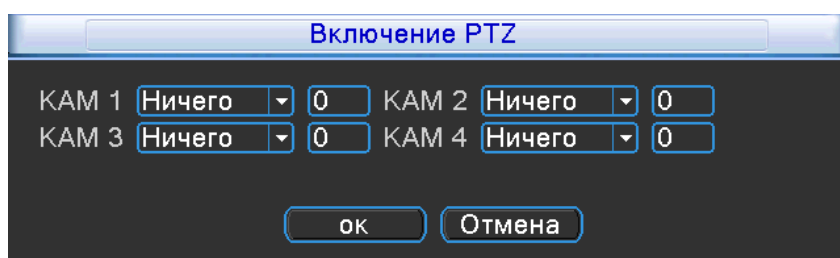 Включение PTZ
КАМ 1 Ничего 0 КАМ 2 Ничего 0
КАМ 3 Ничего 0 КАМ 4 Ничего 0
ок Отмена